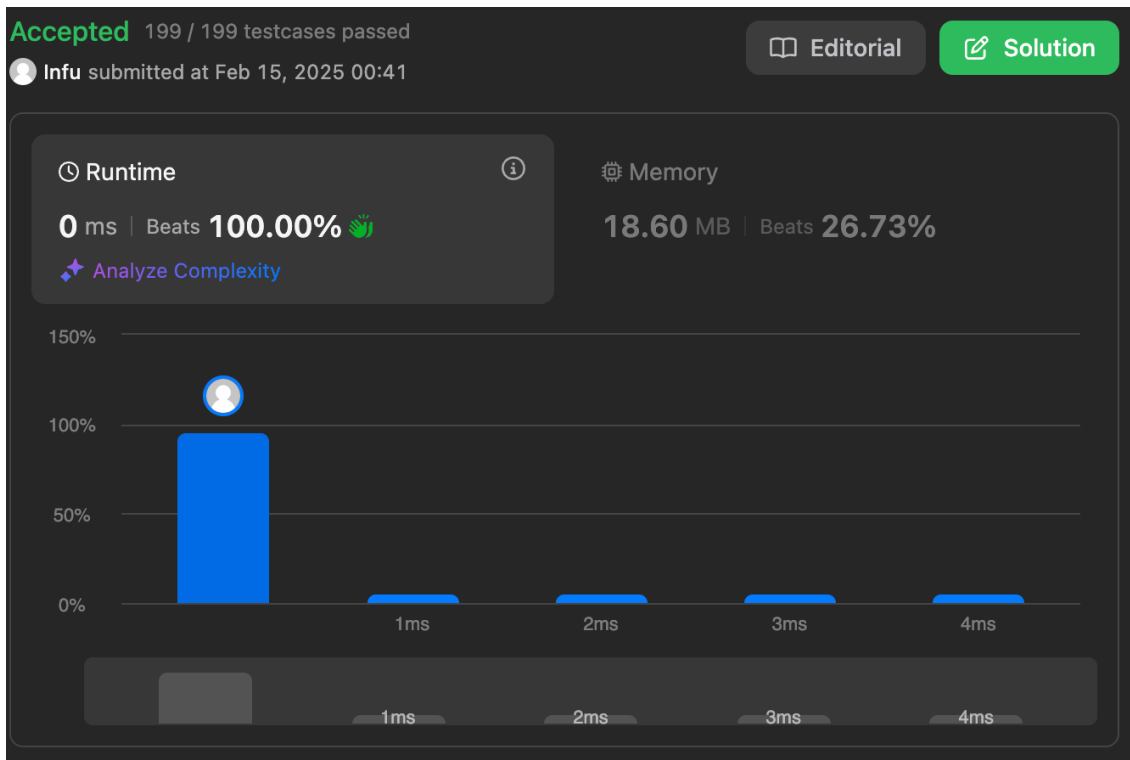 Accepted 199 / 199 testcases passed
Editorial
Solution
Infu submitted at Feb 15, 2025 00:41
Runtime
0 ms | Beats 100.00%
Analyze Complexity
Memory
18.60 MB | Beats 26.73%
150%
100%
50%
0%
1ms 2ms 3ms 4ms
1ms 2ms 3ms 4ms